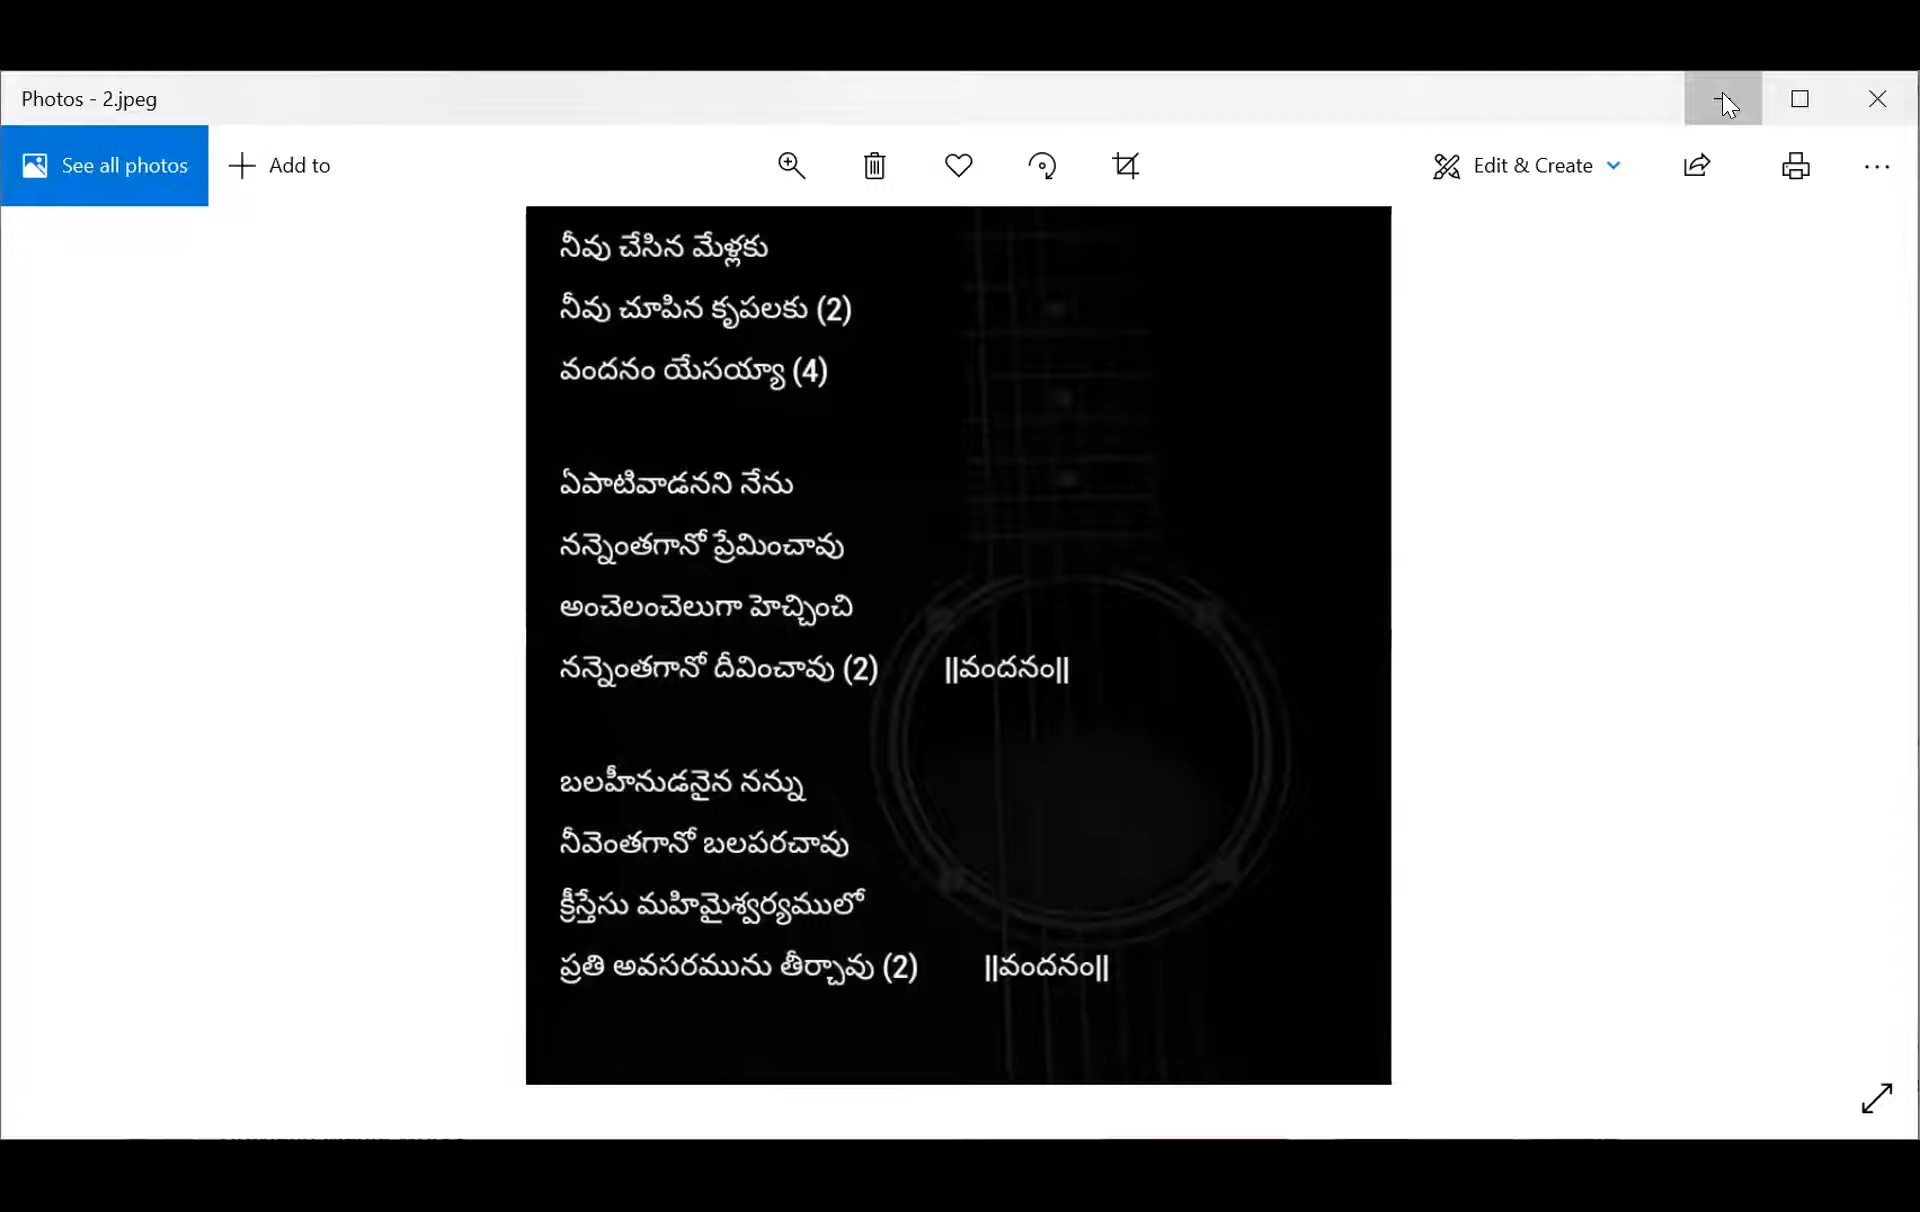 Photos - 2.jpeg
See all photos
Add to
Edit & Create
నీవు చేసిన మేళ్లకు
నీవు చూపిన కృపలకు (2)
వందనం యేసయ్యా (4)
ఏపాటివాడనని నేను
నన్నెంతగానో ప్రేమించావు
అంచెలంచెలుగా హెచ్చించి
నన్నెంతగానో దీవించావు (2) ||వందనం||
బలహీనుడనైన నన్ను
నీవెంతగానో బలపరచావు
క్రీస్తేసు మహిమైశ్వర్యములో
ప్రతి అవసరమును తీర్చావు (2) ||వందనం||